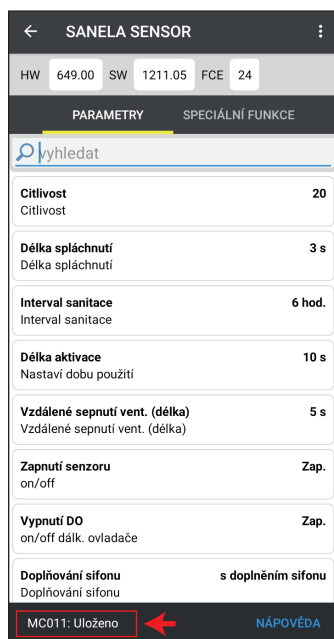 SANELA SENSOR
HW 649.00 SW 1211.05 FCE 24
PARAMETRY SPECIÁLNÍ FUNKCE
vyhledat
Citlivost 20
Citlivost
Délka spláchnutí 3 s
Délka spláchnutí
Interval sanitace 6 hod.
Interval sanitace
Délka aktivace 10 s
Nastaví dobu použití
Vzdálené sepnutí vent. (délka) 5 s
Vzdálené sepnutí vent. (délka)
Zapnutí senzoru Zap.
on/off
Vypnutí DO Zap.
on/off dálk. ovladače
Doplňování sifonu s doplněním sifonu
Doplňování sifonu
MC011: Uloženo NÁPOVĚDA